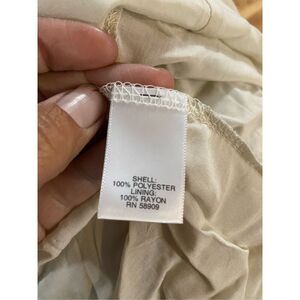 SHELL:
100% POLYESTER
LINING:
100% RAYON
RN 58909